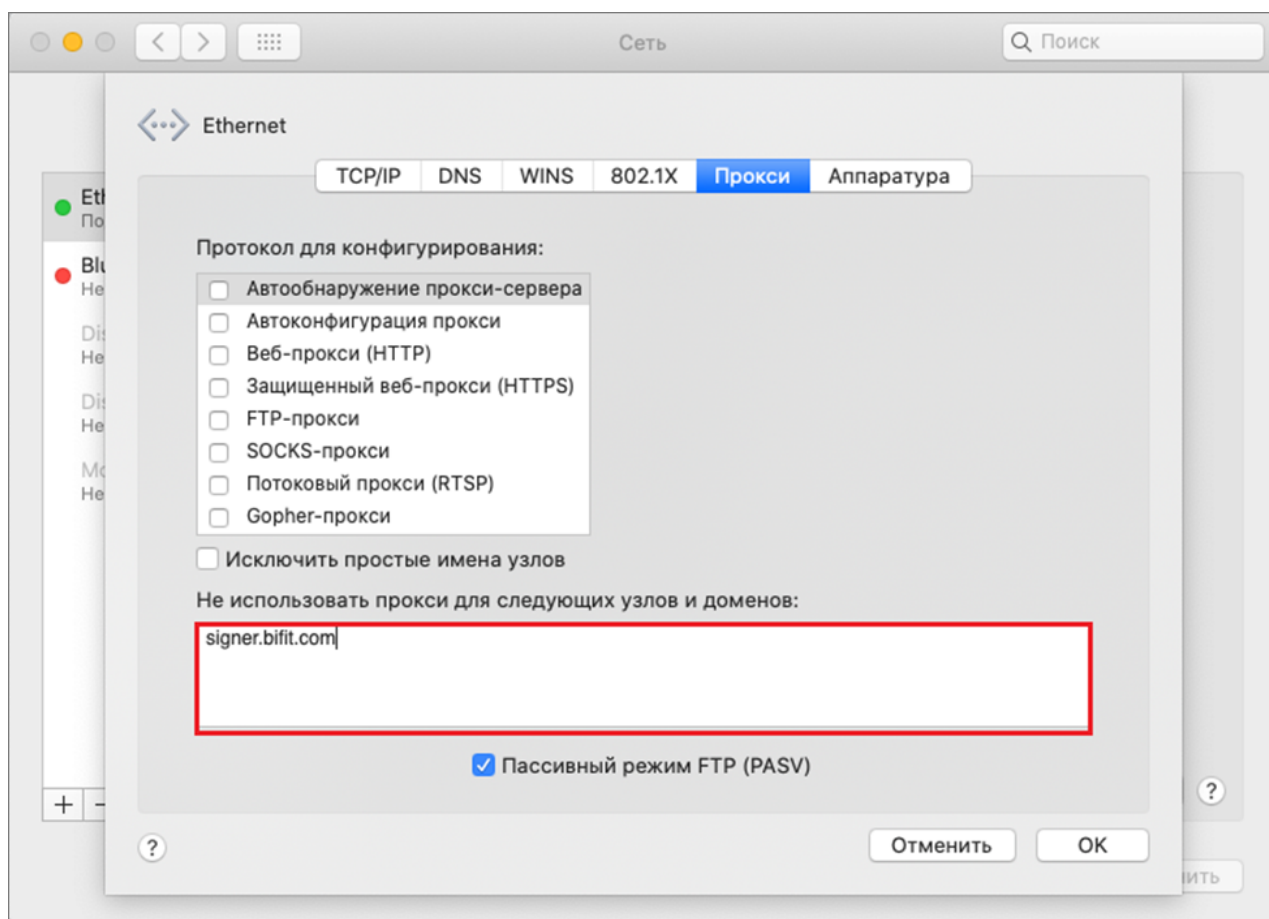 Сеть
Поиск
Ethernet
TCP/IP DNS WINS 802.1X Прокси Аппаратура
Протокол для конфигурирования:
Автообнаружение прокси-сервера
Автоконфигурация прокси
Веб-прокси (HTTP)
Защищенный веб-прокси (HTTPS)
FTP-прокси
SOCKS-прокси
Потоковый прокси (RTSP)
Gopher-прокси
Исключить простые имена узлов
Не использовать прокси для следующих узлов и доменов:
signer.bifit.com
Пассивный режим FTP (PASV)
?
?
Отменить
OK